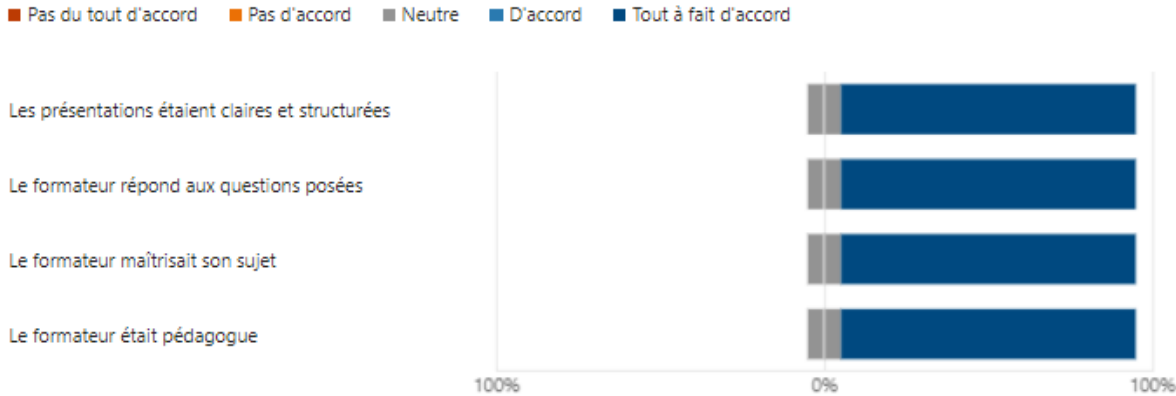 Pas du tout d'accord Pas d'accord Neutre D'accord Tout à fait d'accord
Les présentations étaient claires et structurées
Le formateur répond aux questions posées
Le formateur maîtrisait son sujet
Le formateur était pédagogue
100% 0% 100%